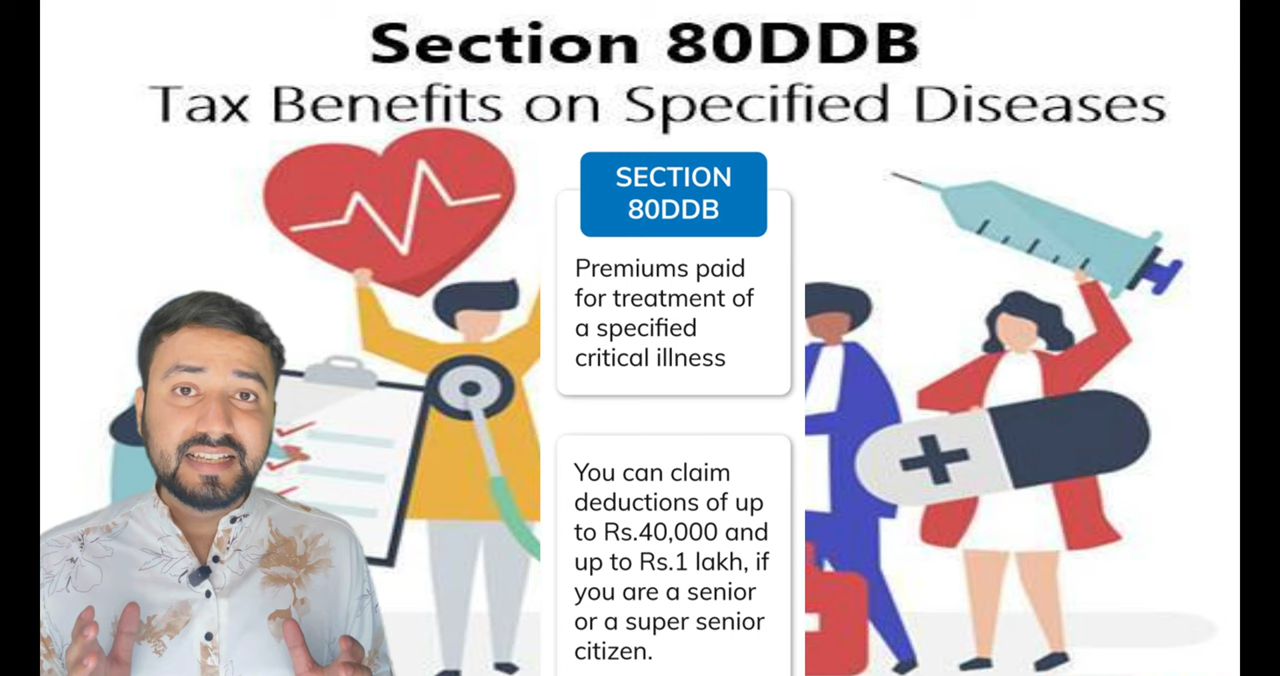 Section 80DDB
Tax Benefits on Specified Diseases
SECTION
80DDB
Premiums paid
for treatment of
a specified
critical illness
You can claim
deductions of up
to Rs.40,000 and
up to Rs.1 lakh, if
you are a senior
or a super senior
citizen.